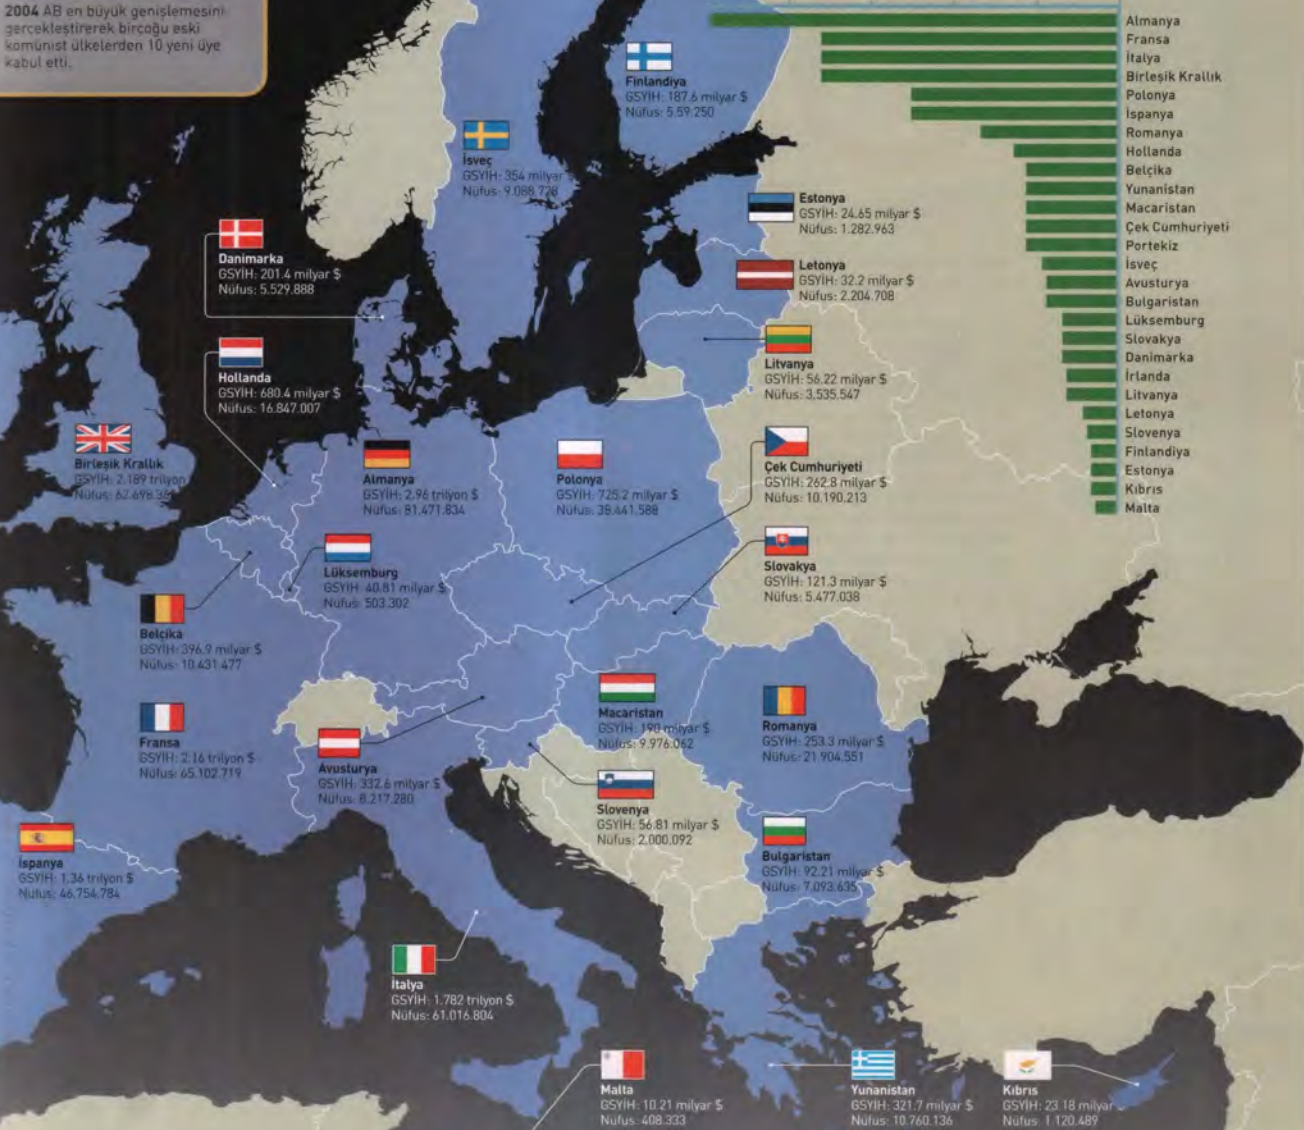 2004 AB en büyük genişlemesini
gerçekleştirerek birçoğu eski
komünist ülkelerden 10 yeni üye
kabul etti.
Finlandiya
GSYİH: 187.6 milyar $
Nüfus: 5.59.250
İsveç
GSYİH: 354 milyar $
Nüfus: 9.088.728
Estonya
GSYİH: 24.65 milyar $
Nüfus: 1.282.963
Danimarka
GSYİH: 201.4 milyar $
Nüfus: 5.529.888
Letonya
GSYİH: 32.2 milyar $
Nüfus: 2.204.708
Litvanya
GSYİH: 56.22 milyar $
Nüfus: 3.535.547
Hollanda
GSYİH: 680.4 milyar $
Nüfus: 16.847.007
Birleşik Krallık
GSYİH: 2.189 trilyon
Nüfus:
Almanya
GSYİH: 2.96 trilyon $
Nüfus: 81.471.834
Polonya
GSYİH: 725.2 milyar $
Nüfus: 38.441.588
Çek Cumhuriyeti
GSYİH: 262.8 milyar $
Nüfus: 10.190.213
Slovakya
GSYİH: 121.3 milyar $
Nüfus: 5.477.038
Lüksemburg
GSYİH: 40.81 milyar $
Nüfus: 503.302
Belçika
GSYİH: 396.9 milyar $
Nüfus: 10.431.477
Fransa
GSYİH: 2.16 trilyon $
Nüfus: 65.102.719
Avusturya
GSYİH: 332.6 milyar $
Nüfus: 8.217.280
Macaristan
GSYİH: 190 milyar $
Nüfus: 9.976.062
Romanya
GSYİH: 253.3 milyar $
Nüfus: 21.904.551
Slovenya
GSYİH: 56.81 milyar $
Nüfus: 2.000.092
Bulgaristan
GSYİH: 92.21 milyar $
Nüfus: 7.093.635
İspanya
GSYİH: 1.36 trilyon $
Nüfus: 46.754.784
İtalya
GSYİH: 1.782 trilyon $
Nüfus: 61.016.804
Malta
GSYİH: 10.21 milyar $
Nüfus: 408.333
Yunanistan
GSYİH: 321.7 milyar $
Nüfus: 10.760.136
Kıbrıs
GSYİH: 23.18 milyar
Nüfus: 1.120.489
Almanya
Fransa
İtalya
Birleşik Krallık
Polonya
İspanya
Romanya
Hollanda
Belçika
Yunanistan
Macaristan
Çek Cumhuriyeti
Portekiz
İsveç
Avusturya
Bulgaristan
Lüksemburg
Slovakya
Danimarka
İrlanda
Litvanya
Letonya
Slovenya
Finlandiya
Estonya
Kıbrıs
Malta